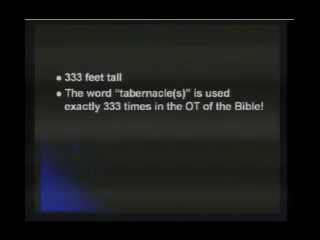 ● 333 feet tall
● The word “tabernacle(s)” is used
exactly 333 times in the OT of the Bible!